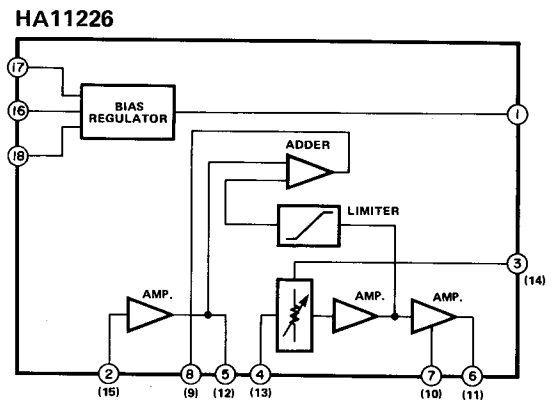 HA11226
17
16
18
BIAS
REGULATOR
1
ADDER
LIMITER
3
(14)
AMP.
AMP.
AMP.
2
8
5
4
7
6
(15)
(9)
(12)
(13)
(10)
(11)